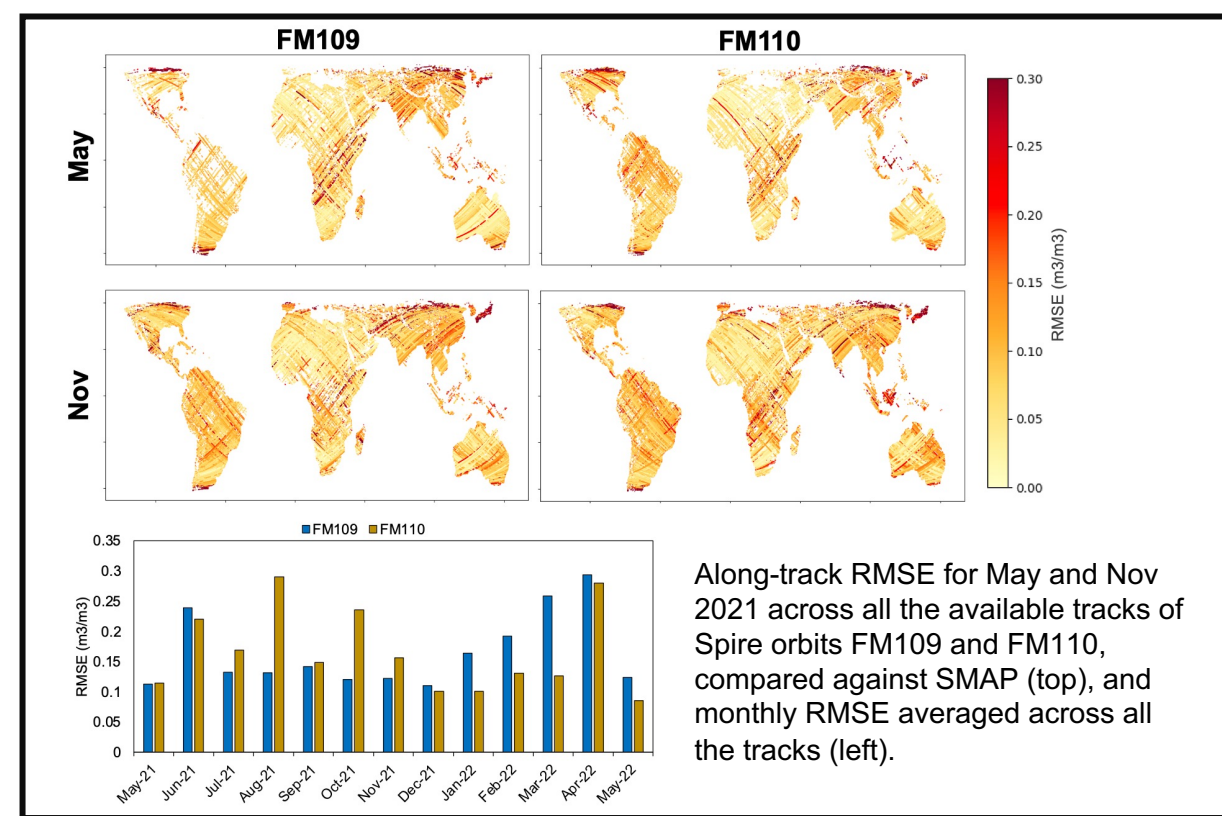 FM109
FM110
May
Nov
0.30
0.25
0.20
0.15
0.10
0.05
0.00
RMSE (m3/m3)
FM109 FM110
0.35
0.3
0.25
0.2
0.15
0.1
0.05
0
RMSE (m3/m3)
May-21
Jun-21
Jul-21
Aug-21
Sep-21
Oct-21
Nov-21
Dec-21
Jan-22
Feb-22
Mar-22
Apr-22
May-22
Along-track RMSE for May and Nov
2021 across all the available tracks of
Spire orbits FM109 and FM110,
compared against SMAP (top), and
monthly RMSE averaged across all
the tracks (left).